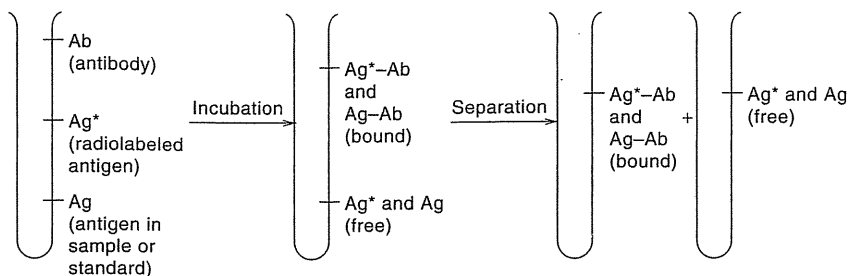 Ab
(antibody)
Ag*
(radiolabeled
antigen)
Ag
(antigen in
sample or
standard)
Incubation
Ag*–Ab
and
Ag–Ab
(bound)
Ag* and Ag
(free)
Separation
Ag*–Ab
and
Ag–Ab
(bound)
+
Ag* and Ag
(free)